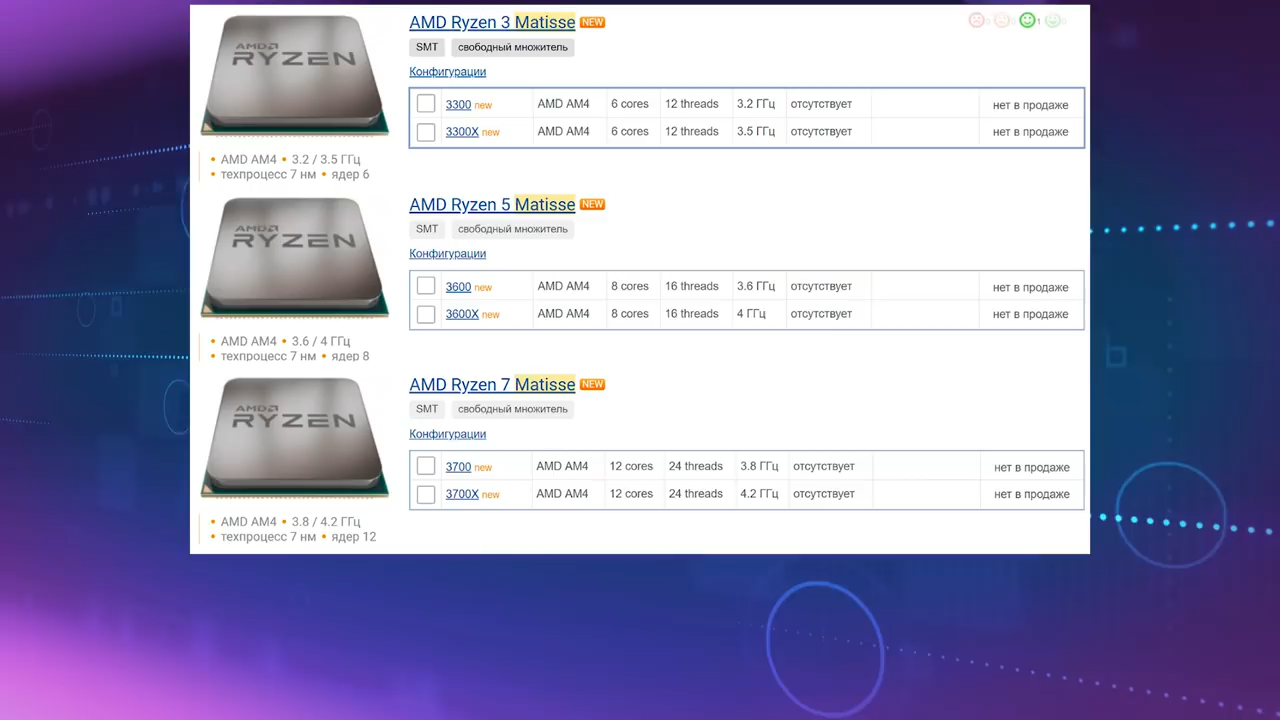 AMD Ryzen 3 Matisse NEW
SMT свободный множитель
Конфигурации
3300 new AMD AM4 6 cores 12 threads 3.2 ГГц отсутствует нет в продаже
3300X new AMD AM4 6 cores 12 threads 3.5 ГГц отсутствует нет в продаже
AMD RYZEN
• AMD AM4 • 3.2 / 3.5 ГГц
• техпроцесс 7 нм • ядер 6
AMD Ryzen 5 Matisse NEW
SMT свободный множитель
Конфигурации
3600 new AMD AM4 8 cores 16 threads 3.6 ГГц отсутствует нет в продаже
3600X new AMD AM4 8 cores 16 threads 4 ГГц отсутствует нет в продаже
AMD RYZEN
• AMD AM4 • 3.6 / 4 ГГц
• техпроцесс 7 нм • ядер 8
AMD Ryzen 7 Matisse NEW
SMT свободный множитель
Конфигурации
3700 new AMD AM4 12 cores 24 threads 3.8 ГГц отсутствует нет в продаже
3700X new AMD AM4 12 cores 24 threads 4.2 ГГц отсутствует нет в продаже
AMD RYZEN
• AMD AM4 • 3.8 / 4.2 ГГц
• техпроцесс 7 нм • ядер 12